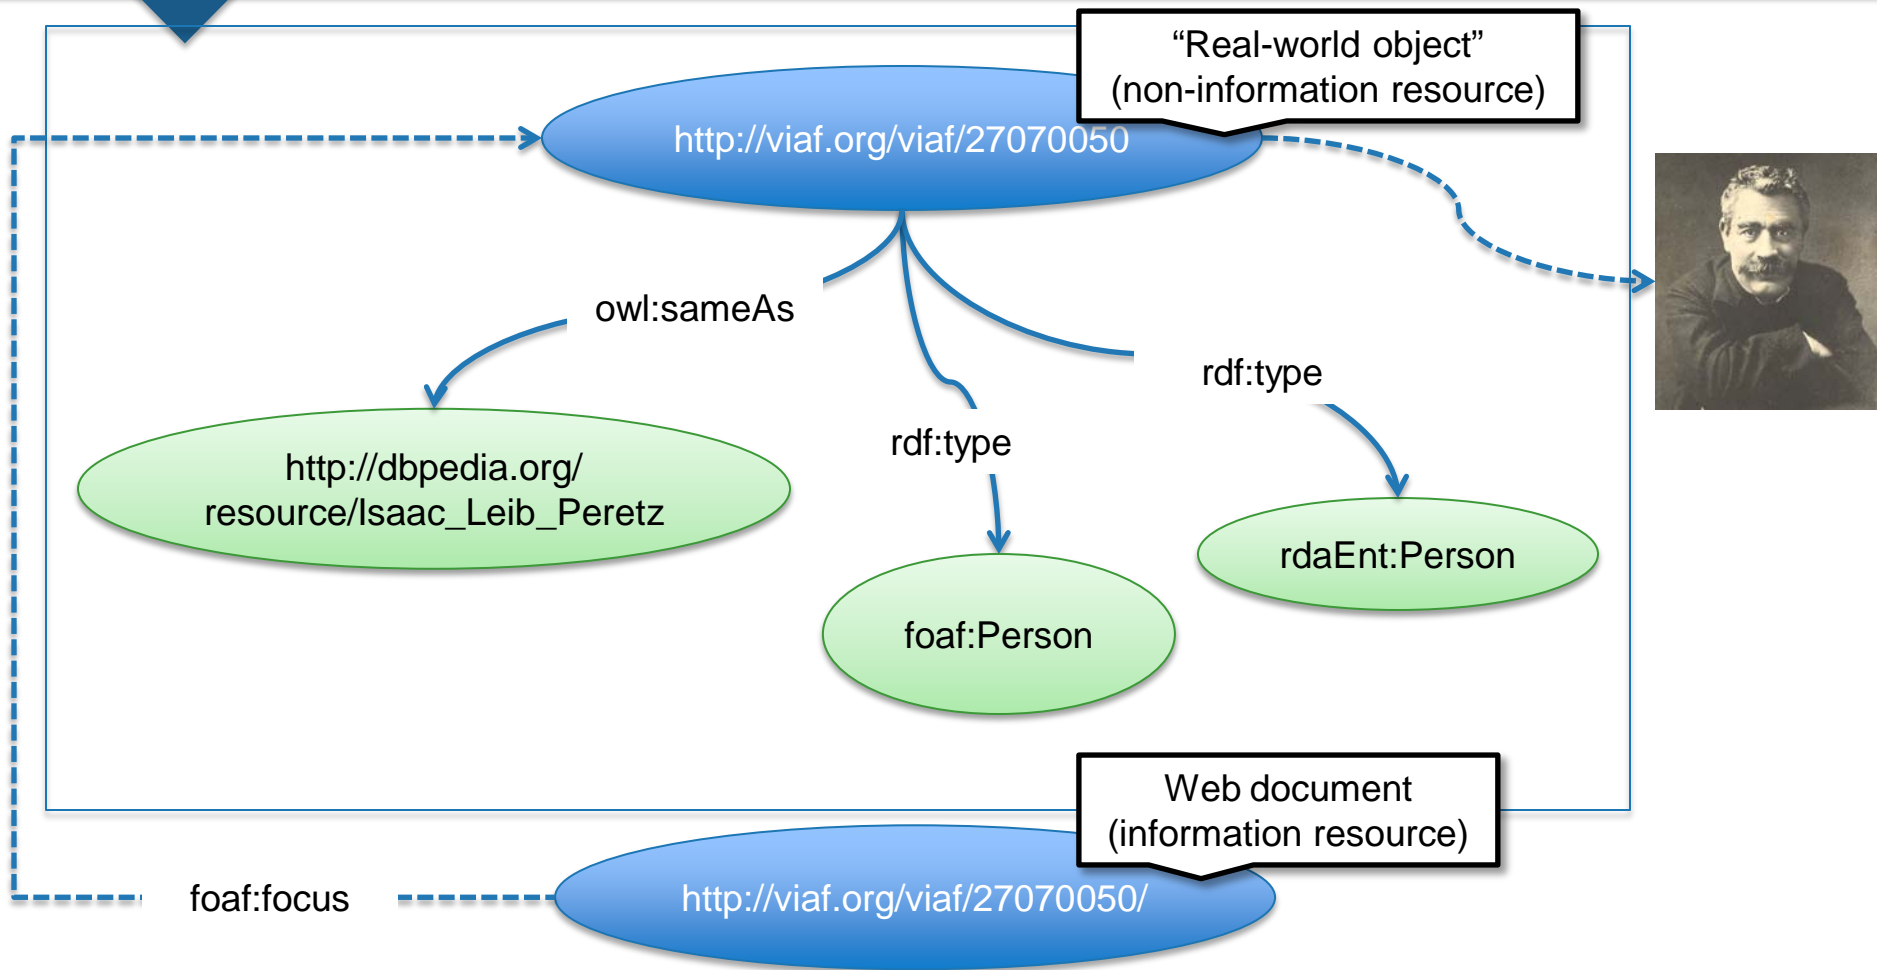 “Real-world object”
(non-information resource)
http://viaf.org/viaf/27070050
owl:sameAs
rdf:type
rdf:type
http://dbpedia.org/
resource/Isaac_Leib_Peretz
rdaEnt:Person
foaf:Person
Web document
(information resource)
foaf:focus
http://viaf.org/viaf/27070050/